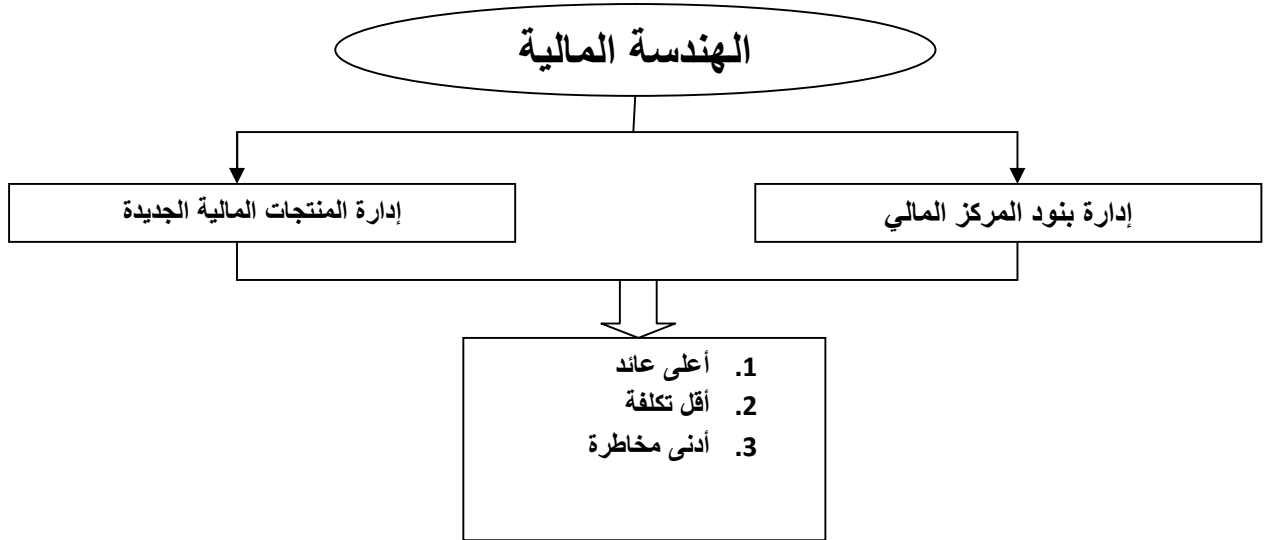 الهندسة المالية
إدارة بنود المركز المالي
إدارة المنتجات المالية الجديدة
1. أعلى عائد
2. أقل تكلفة
3. أدنى مخاطرة